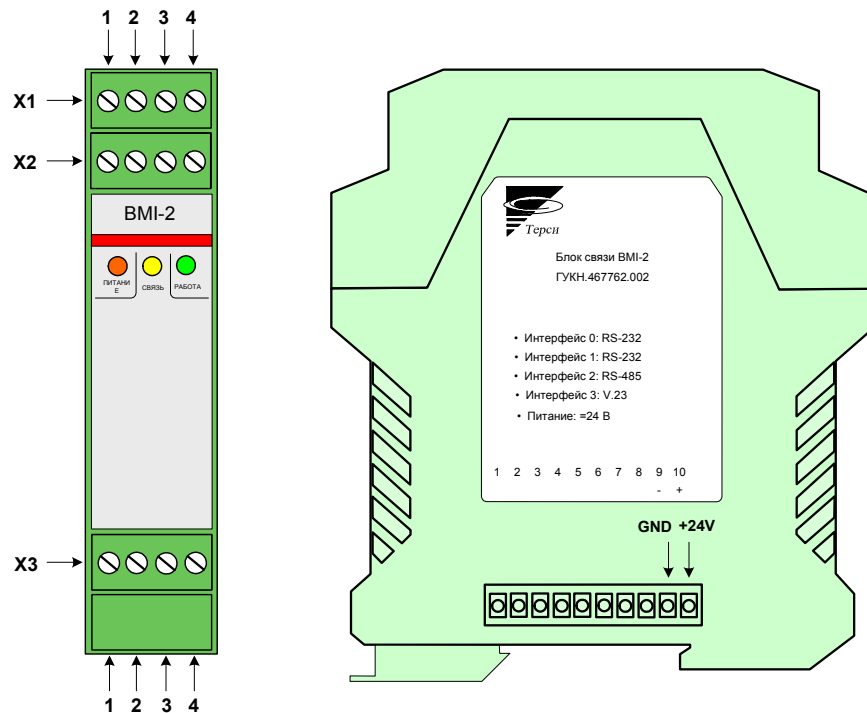 1 2 3 4
X1
X2
BMI-2
ПИТАНИ
Е
СВЯЗЬ
РАБОТА
X3
1 2 3 4
Терси
Блок связи BMI-2
ГУКН.467762.002
• Интерфейс 0: RS-232
• Интерфейс 1: RS-232
• Интерфейс 2: RS-485
• Интерфейс 3: V.23
• Питание: =24 В
1 2 3 4 5 6 7 8 9 10
- +
GND +24V